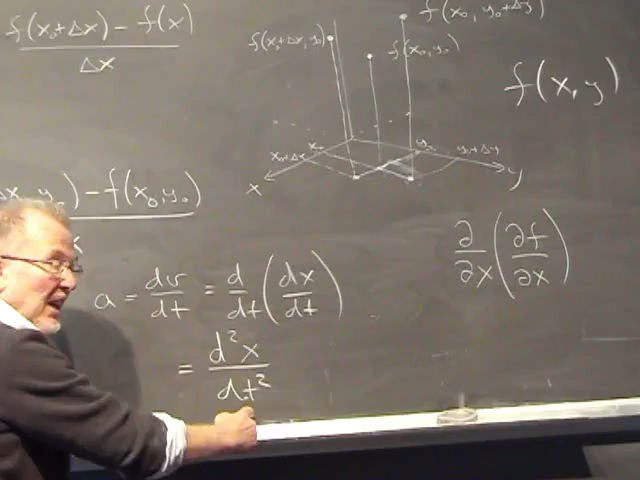 f(x₀+Δx) - f(x)
Δx
f(x₀+Δx, y₀)
f(x₀, y₀+Δy)
f(x₀, y₀)
f(x, y)
x₀+Δx
x₀
y₀
y₀+Δy
x
y
x, y₀) - f(x₀, y₀)
x
∂/∂x (∂f/∂x)
a = dv/dt = d/dt (dx/dt)
= d²x/dt²